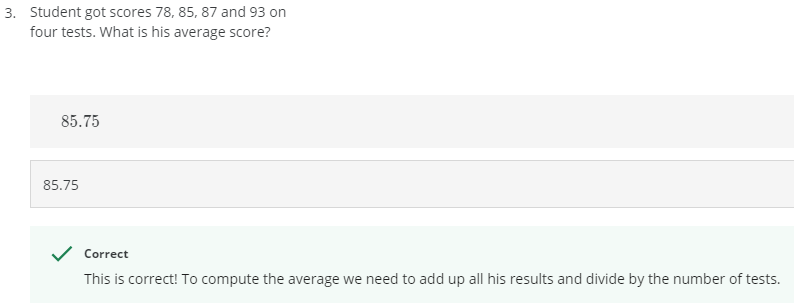 3. Student got scores 78, 85, 87 and 93 on
four tests. What is his average score?
85.75
85.75
Correct
This is correct! To compute the average we need to add up all his results and divide by the number of tests.